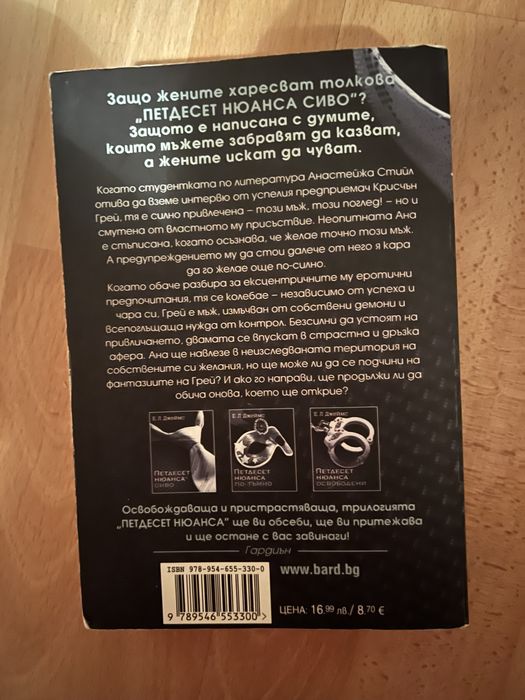 Защо жените харесват толкова
„ПЕТДЕСЕТ НЮАНСА СИВО“?
Защото е написана с думите,
които мъжете забравят да казват,
а жените искат да чуват.
Когато студентката по литература Анастейжа Стийл
отива да вземе интервю от успелия предприемач Крисчън
Грей, тя е силно привлечена – този мъж, този поглед! – но и
смутена от властното му присъствие. Неопитната Ана
е стъписана, когато осъзнава, че желае точно този мъж.
А предупреждението му да стои далече от него я кара
да го желае още по-силно.
Когато обаче разбира за ексцентричните му еротични
предпочитания, тя се колебае – независимо от успеха и
чара си, Грей е мъж, измъчван от собствени демони и
всепоглъщаща нужда от контрол. Безсилни да устоят на
привличането, двамата се впускат в страстна и дръзка
афера. Ана ще навлезе в неизследваната територия на
собствените си желания, но ще може ли да се подчини на
фантазиите на Грей? И ако го направи, ще продължи ли да
обича онова, което ще открие?
Е Л Джеймс
Петдесет
нюанса
сиво
Е Л Джеймс
Петдесет
нюанса
по-тъмно
Е Л Джеймс
Петдесет
нюанса
освободени
Освобождаваща и пристрастяваща, трилогията
„ПЕТДЕСЕТ НЮАНСА“ ще ви обсеби, ще ви притежава
и ще остане с вас завинаги!
Гардиън
ISBN 978-954-655-330-0
9 789546 553300 >
www.bard.bg
ЦЕНА: 16.99 лв./ 8.70 €